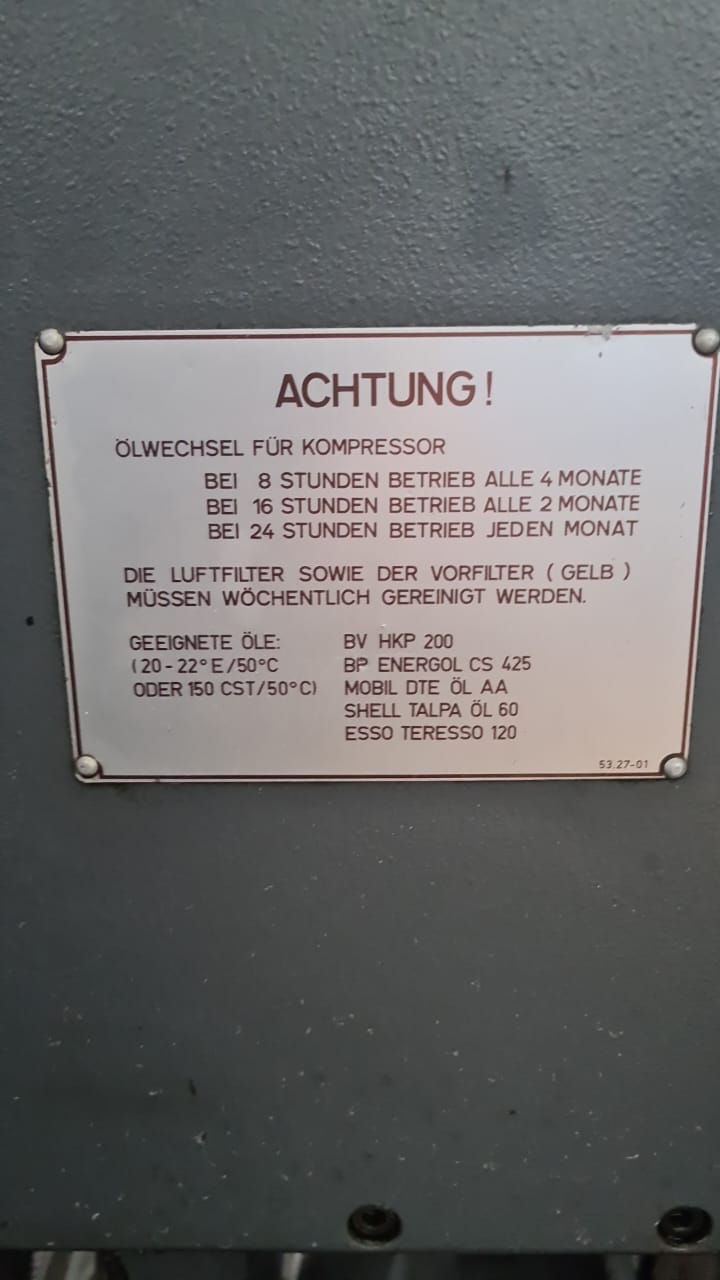 ACHTUNG!
ÖLWECHSEL FÜR KOMPRESSOR
BEI 8 STUNDEN BETRIEB ALLE 4 MONATE
BEI 16 STUNDEN BETRIEB ALLE 2 MONATE
BEI 24 STUNDEN BETRIEB JEDEN MONAT
DIE LUFTFILTER SOWIE DER VORFILTER ( GELB )
MÜSSEN WÖCHENTLICH GEREINIGT WERDEN.
GEEIGNETE ÖLE: BV HKP 200
(20-22°E/50°C BP ENERGOL CS 425
ODER 150 CST/50°C) MOBIL DTE ÖL AA
SHELL TALPA ÖL 60
ESSO TERESSO 120
53.27-01